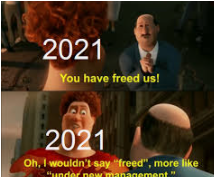 2021
You have freed us!
2021
Oh, I wouldn't say "freed", more like
"under new management."